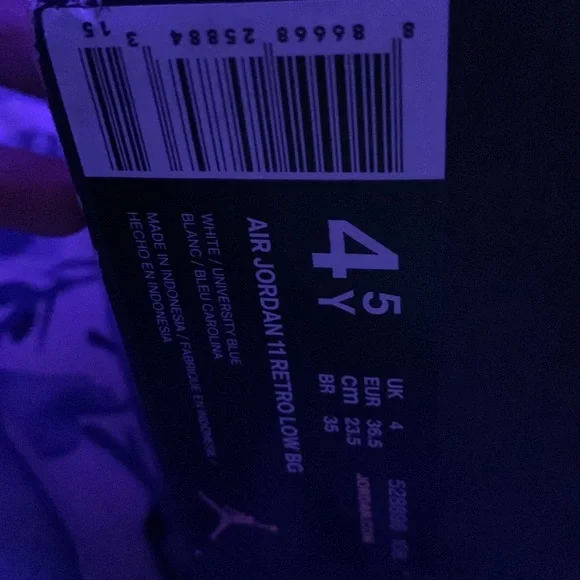 8 86668 25884 3 15
4 5 Y
UK 4
EUR 36.5
cm 23.5
BR 35
JORDAN.COM
AIR JORDAN 11 RETRO LOW BG
WHITE / UNIVERSITY BLUE
BLANC / BLEU CAROLINA
MADE IN INDONESIA / FABRIQUÉ EN INDONÉSIE /
HECHO EN INDONESIA